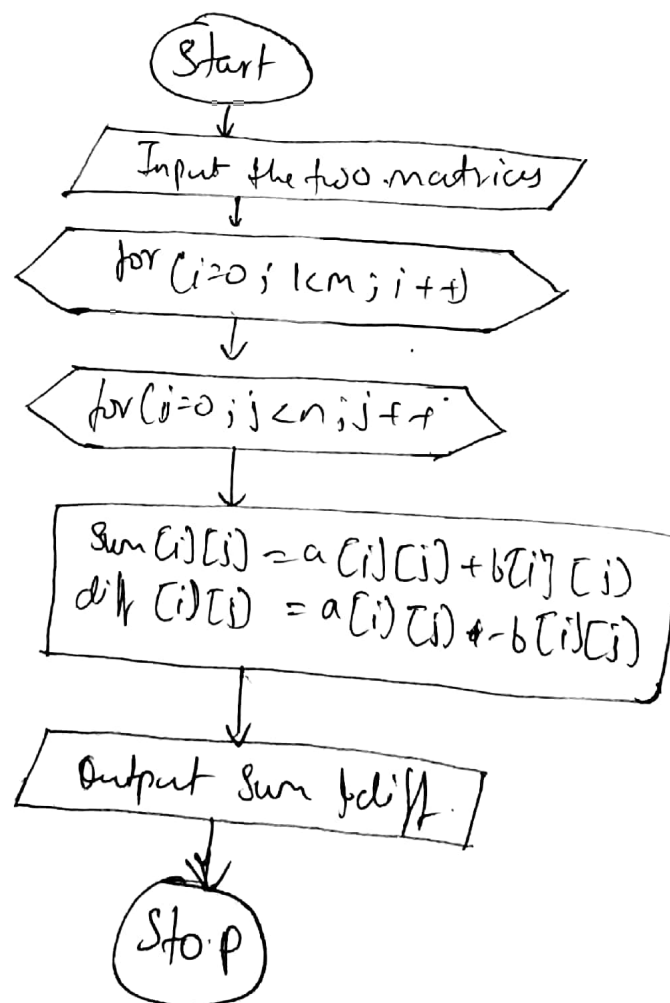 Start
Input the two matrices
for (i=0; i<m; i++)
for (j=0; j<n; j++
Sum [i][j] = a[i][j] + b[i][j]
diff [i][j] = a[i][j] - b[i][j]
Output Sum & diff.
Stop